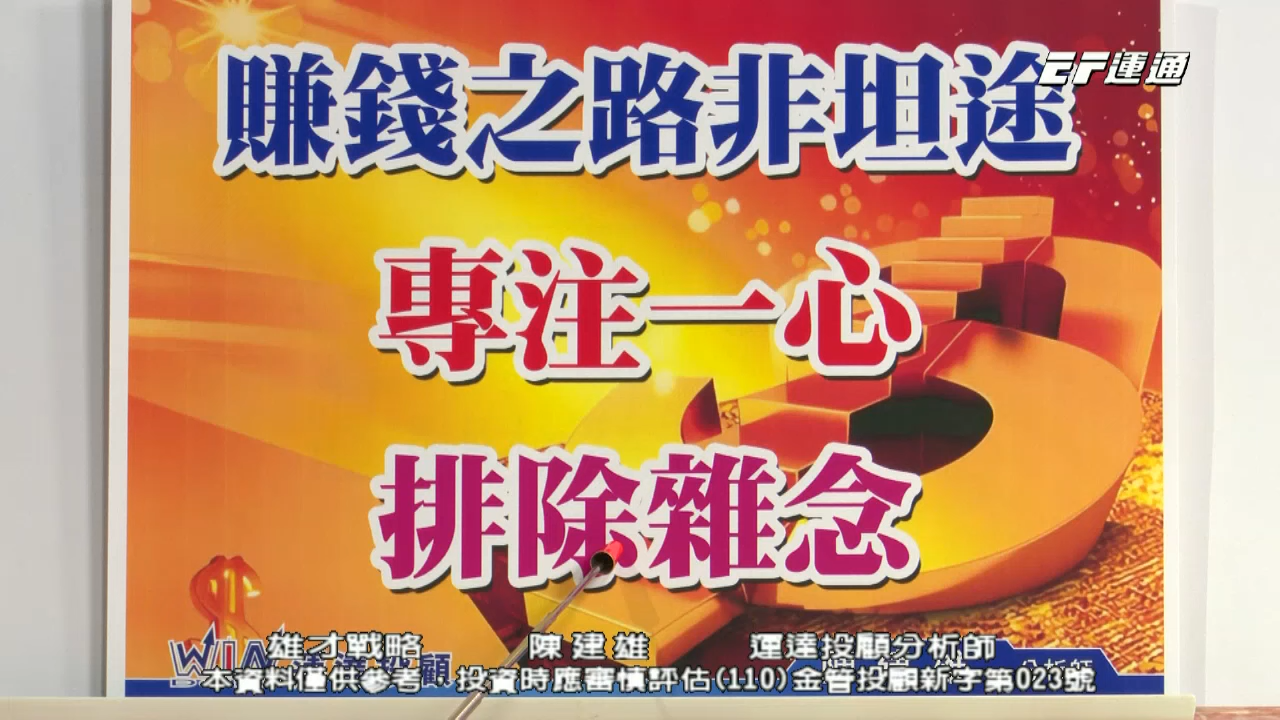 EF運通
賺錢之路非坦途
專注一心
排除雜念
雄才戰略 陳建雄 運達投顧分析師
本資料僅供參考 投資時應審慎評估(110)金管投顧新字第023號